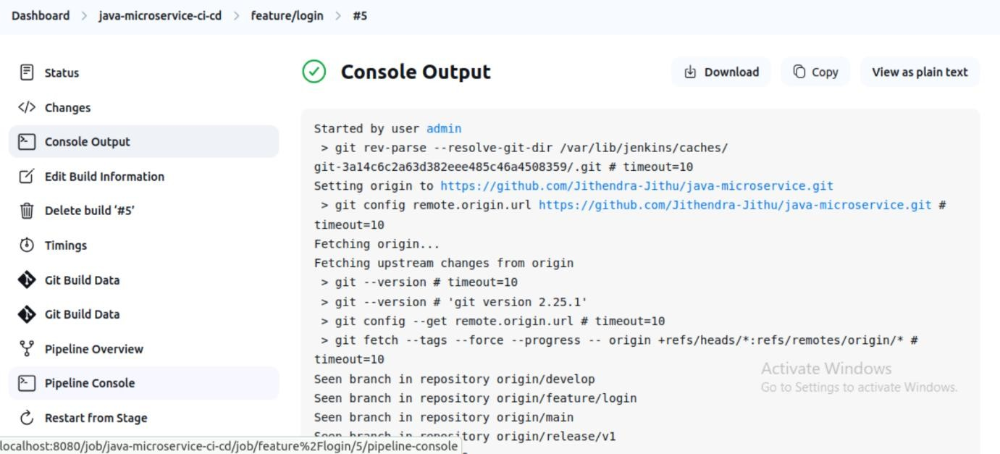 Dashboard > java-microservice-ci-cd > feature/login > #5
Status
Changes
Console Output
Edit Build Information
Delete build ‘#5’
Timings
Git Build Data
Git Build Data
Pipeline Overview
Pipeline Console
Restart from Stage
localhost:8080/job/java-microservice-ci-cd/job/feature%2Flogin/5/pipeline-console
Console Output
Download
Copy
View as plain text
Started by user admin
> git rev-parse --resolve-git-dir /var/lib/jenkins/caches/
git-3a14c6c2a63d382eee485c46a4508359/.git # timeout=10
Setting origin to https://github.com/Jithendra-Jithu/java-microservice.git
> git config remote.origin.url https://github.com/Jithendra-Jithu/java-microservice.git #
timeout=10
Fetching origin...
Fetching upstream changes from origin
> git --version # timeout=10
> git --version # 'git version 2.25.1'
> git config --get remote.origin.url # timeout=10
> git fetch --tags --force --progress -- origin +refs/heads/*:refs/remotes/origin/* #
timeout=10
Seen branch in repository origin/develop
Seen branch in repository origin/feature/login
Seen branch in repository origin/main
Seen branch in repository origin/release/v1
Activate Windows
Go to Settings to activate Windows.